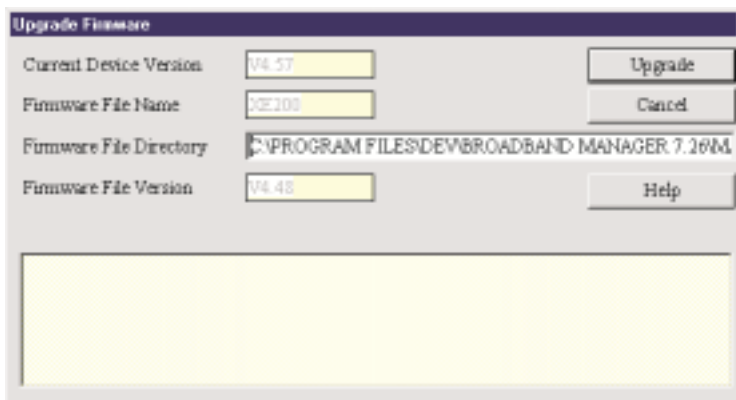 Upgrade Firmware
Current Device Version V4.57 Upgrade
Firmware File Name XE200 Cancel
Firmware File Directory C:\PROGRAM FILES\DEV\BROADBAND MANAGER 7.26\M
Firmware File Version V4.48 Help